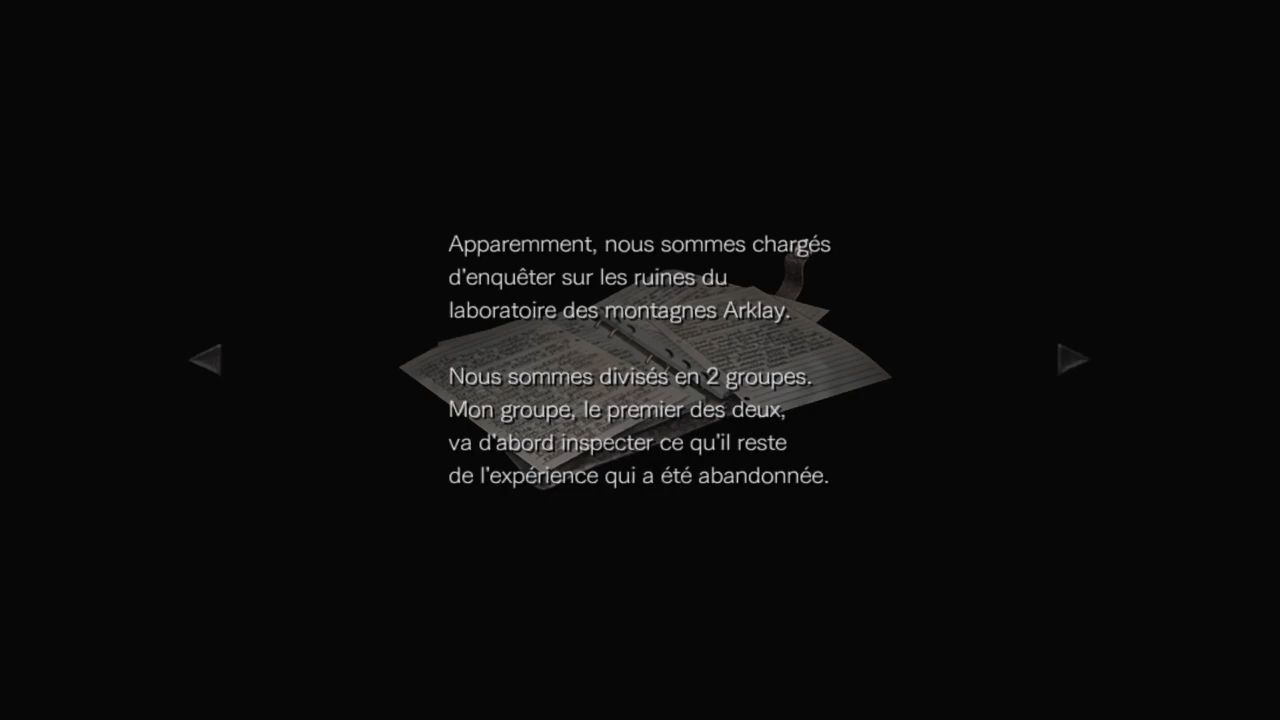 Apparemment, nous sommes chargés
d'enquêter sur les ruines du
laboratoire des montagnes Arklay.
Nous sommes divisés en 2 groupes.
Mon groupe, le premier des deux,
va d'abord inspecter ce qu'il reste
de l'expérience qui a été abandonnée.